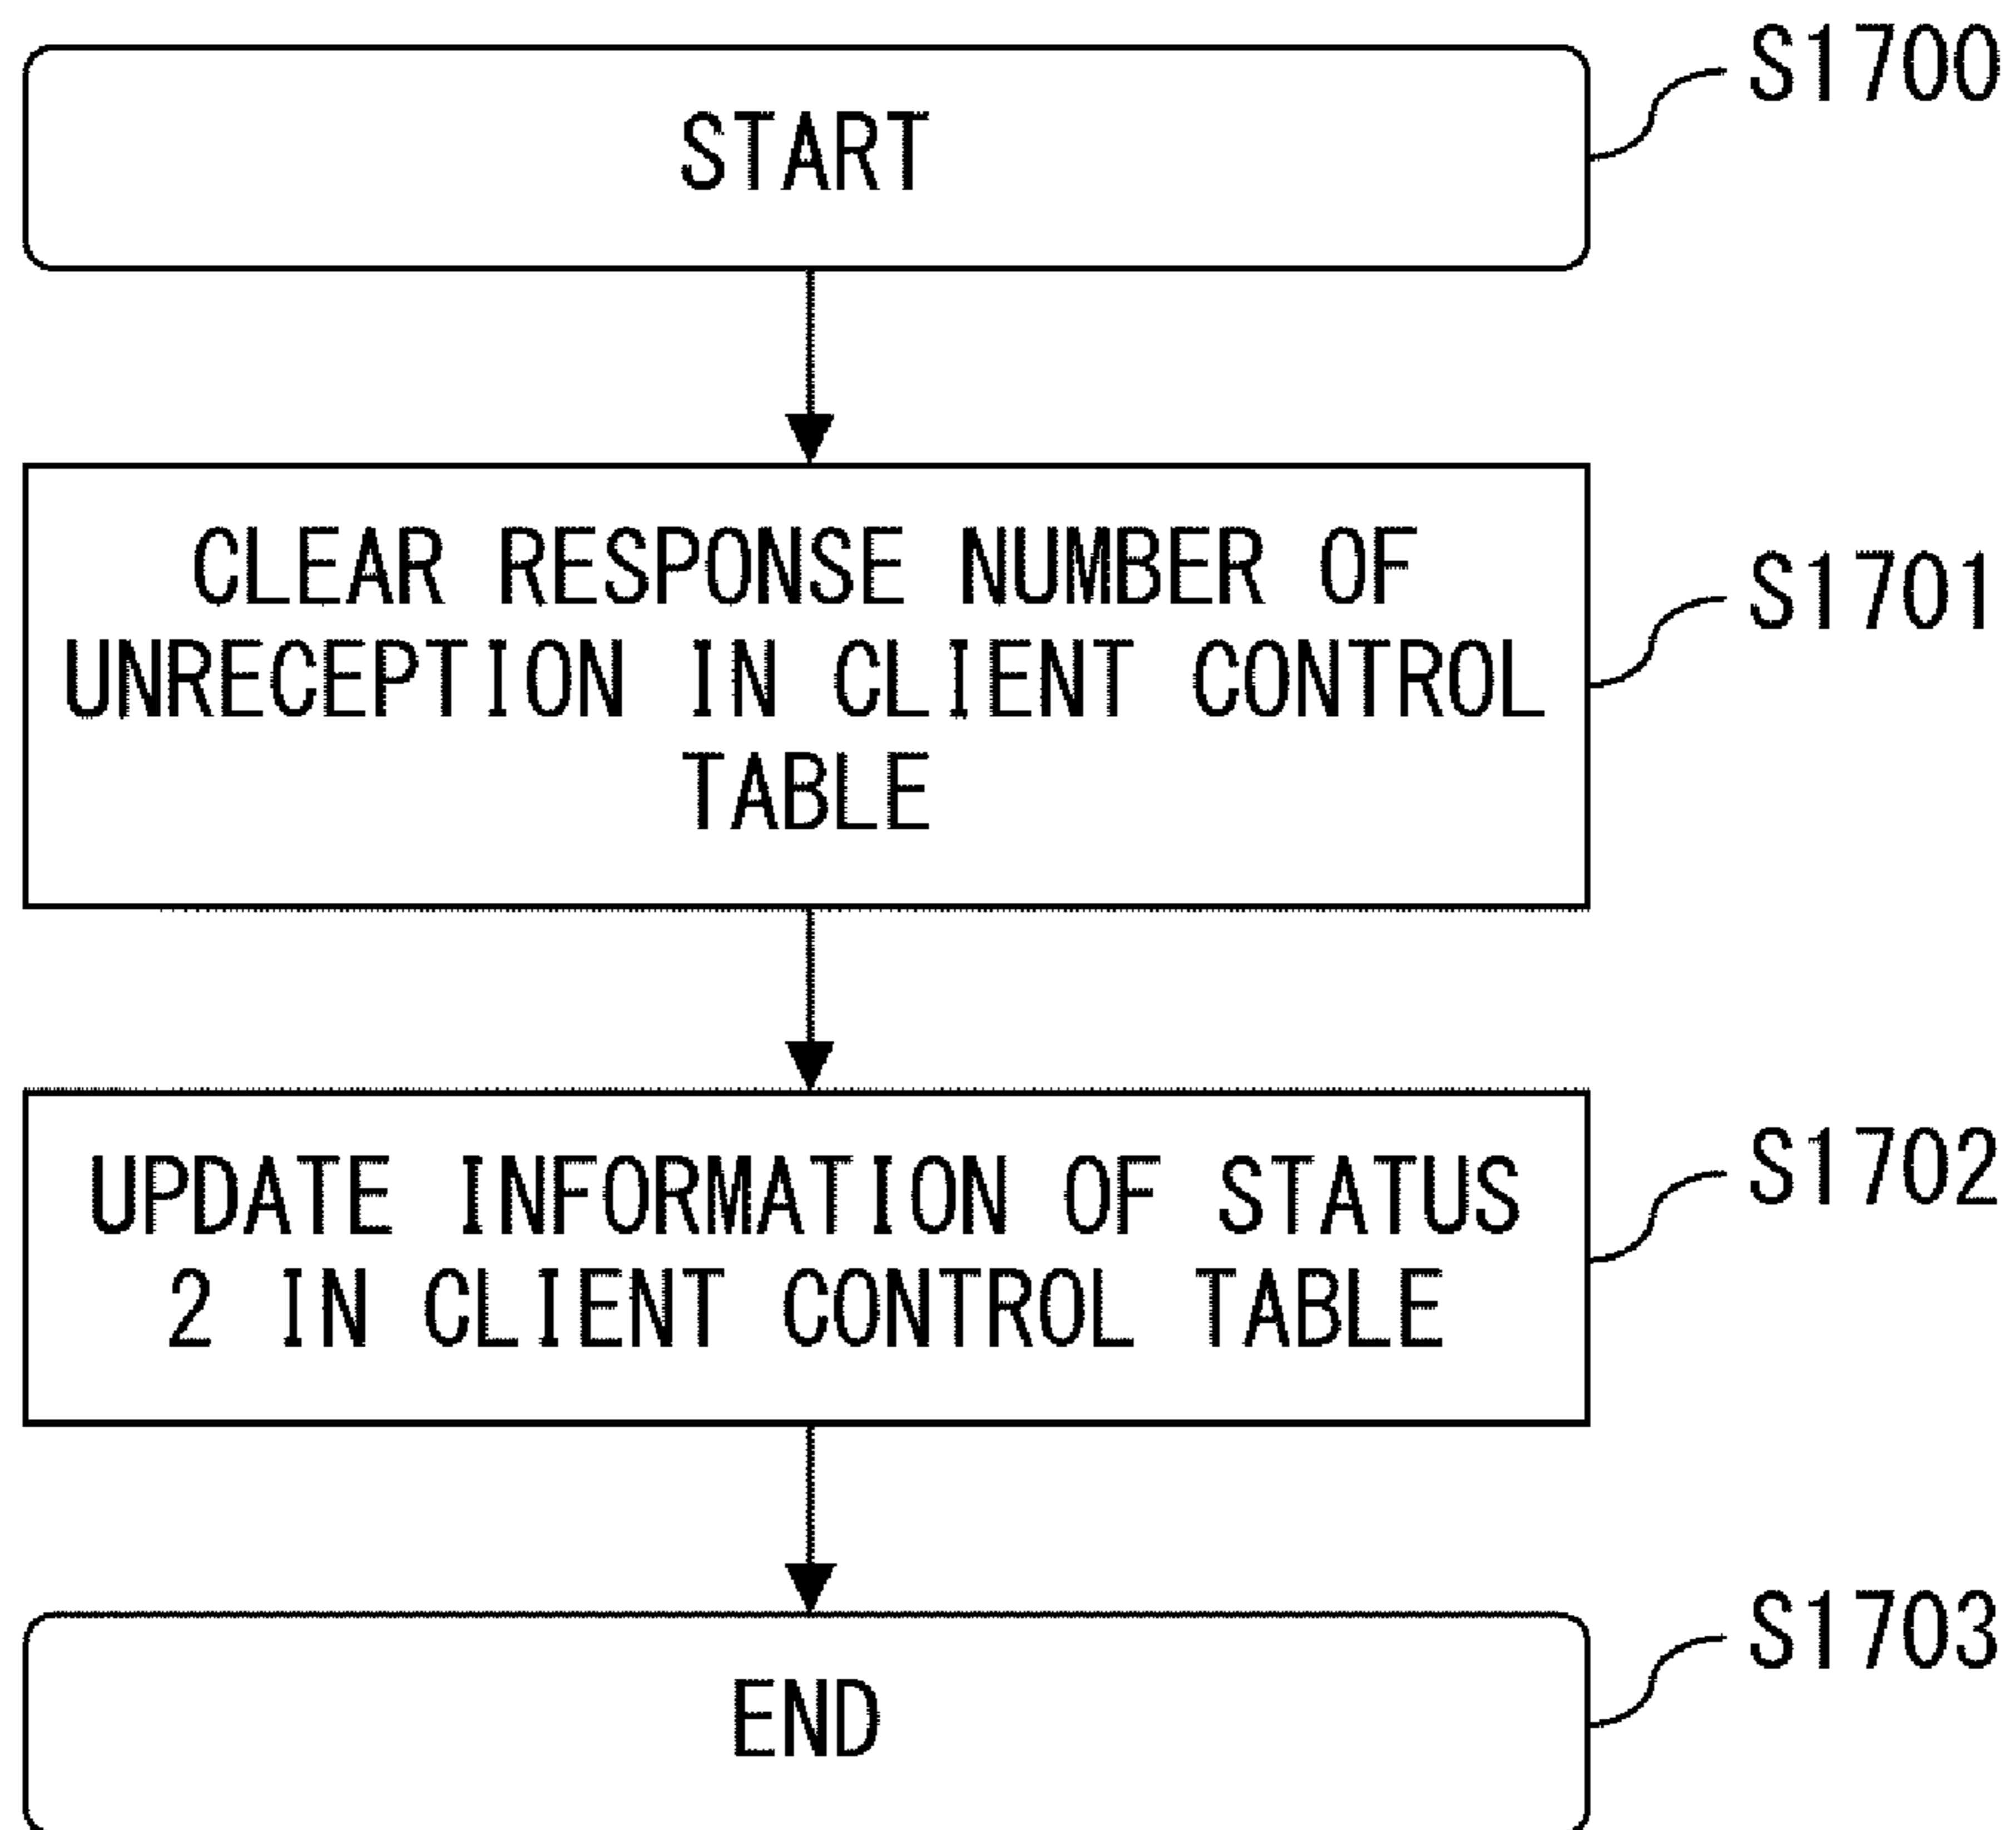 S1700
START
CLEAR RESPONSE NUMBER OF
UNRECEPTION IN CLIENT CONTROL
TABLE
S1701
UPDATE INFORMATION OF STATUS
2 IN CLIENT CONTROL TABLE
S1702
END
S1703